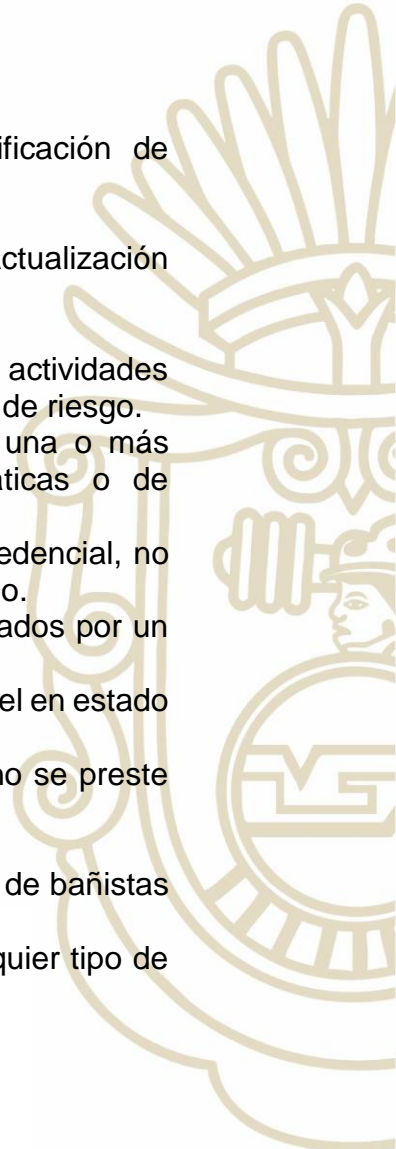 ificación de
ctualización
actividades
de riesgo.
una o más
áticas o de
edencial, no
o.
ados por un
el en estado
no se preste
de bañistas
quier tipo de